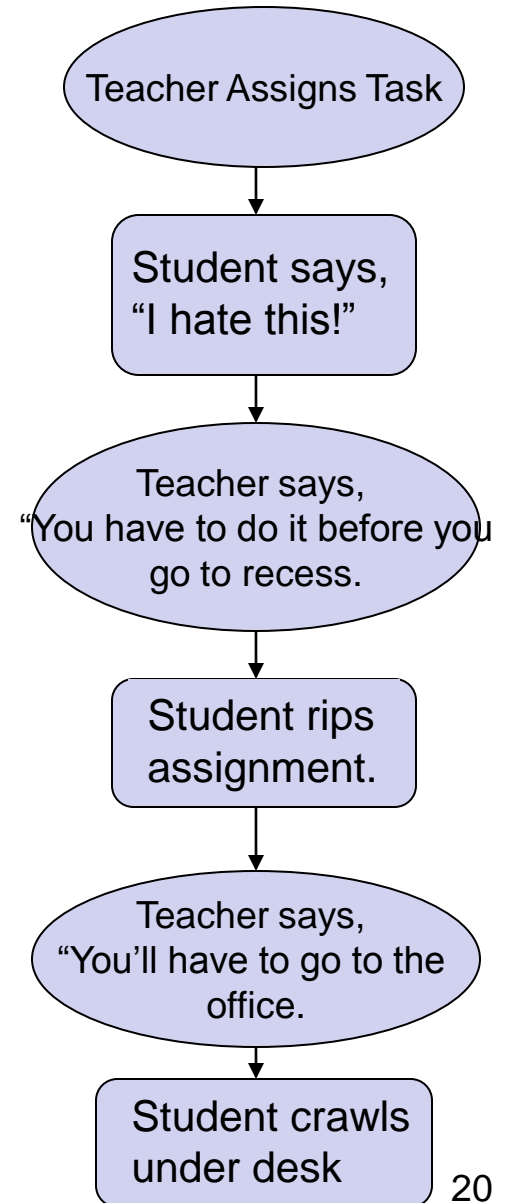 Teacher Assigns Task
Student says,
“I hate this!”
Teacher says,
“You have to do it before you
go to recess.
Student rips
assignment.
Teacher says,
“You’ll have to go to the
office.
Student crawls
under desk
20